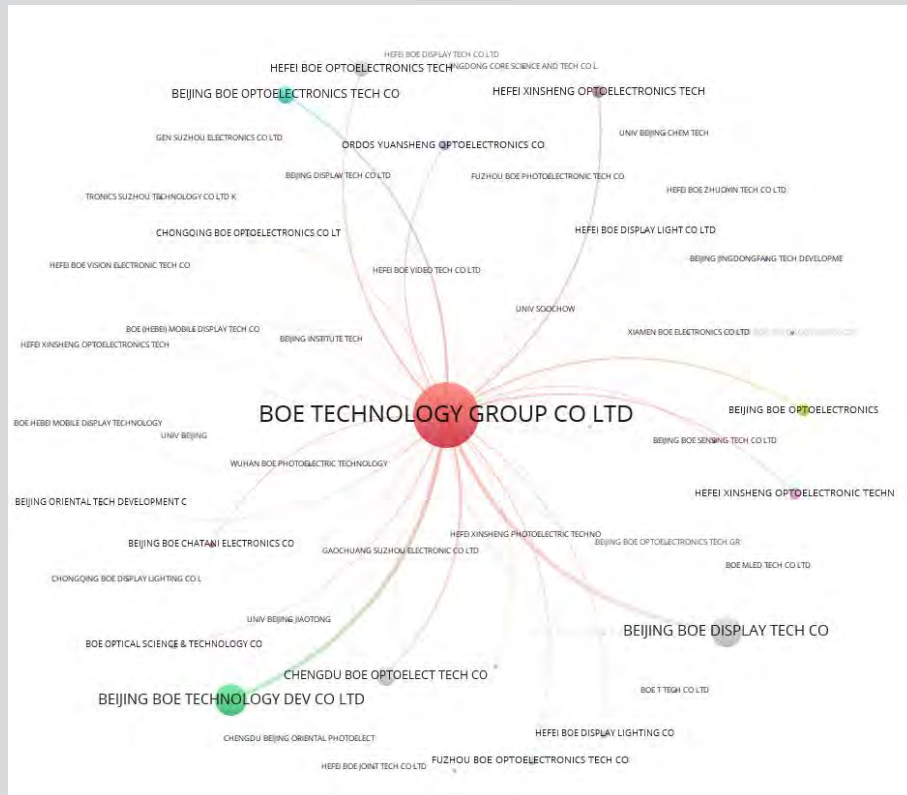 HEFEI BOE DISPLAY TECH CO LTD
HEFEI BOE OPTOELECTRONICS TECH
INGDONG CORE SCIENCE AND TECH CO L
BEIJING BOE OPTOELECTRONICS TECH CO
HEFEI XINSHENG OPTOELECTRONICS TECH
GEN SUZHOU ELECTRONICS CO LTD
UNIV BEIJING CHEM TECH
ORDOS YUANSHENG OPTOELECTRONICS CO
BEIJING DISPLAY TECH CO LTD
FUZHOU BOE PHOTOELECTRONIC TECH CO
HEFEI BOE ZHUOYIN TECH CO LTD
TRONICS SUZHOU TECHNOLOGY CO LTD K
CHONGQING BOE OPTOELECTRONICS CO LT
HEFEI BOE DISPLAY LIGHT CO LTD
HEFEI BOE VISION ELECTRONIC TECH CO
BEIJING JINGDONGFANG TECH DEVELOPME
HEFEI BOE VIDEO TECH CO LTD
UNIV SOOCHOW
BOE (HEBEI) MOBILE DISPLAY TECH CO
XIAMEN BOE ELECTRONICS CO LTD
HEFEI XINSHENG OPTOELECTRONICS TECH
BEIJING INSTITUTE TECH
BOE TECHNOLOGY GROUP CO LTD
BEIJING BOE OPTOELECTRONICS
BOE HEBEI MOBILE DISPLAY TECHNOLOGY
UNIV BEIJING
BEIJING BOE SENSING TECH CO LTD
WUHAN BOE PHOTOELECTRIC TECHNOLOGY
HEFEI XINSHENG OPTOELECTRONIC TECHN
BEIJING ORIENTAL TECH DEVELOPMENT C
HEFEI XINSHENG PHOTOELECTRIC TECHNO
BEIJING BOE CHATANI ELECTRONICS CO
BEIJING BOE OPTOELECTRONICS TECH GR
GAOCHUANG SUZHOU ELECTRONIC CO LTD
BOE MLED TECH CO LTD
CHONGQING BOE DISPLAY LIGHTING CO L
UNIV BEIJING JIAOTONG
BEIJING BOE DISPLAY TECH CO
BOE OPTICAL SCIENCE & TECHNOLOGY CO
CHENGDU BOE OPTOELECT TECH CO
BOE T TECH CO LTD
BEIJING BOE TECHNOLOGY DEV CO LTD
HEFEI BOE DISPLAY LIGHTING CO
CHENGDU BEIJING ORIENTAL PHOTOELECT
FUZHOU BOE OPTOELECTRONICS TECH CO
HEFEI BOE JOINT TECH CO LTD